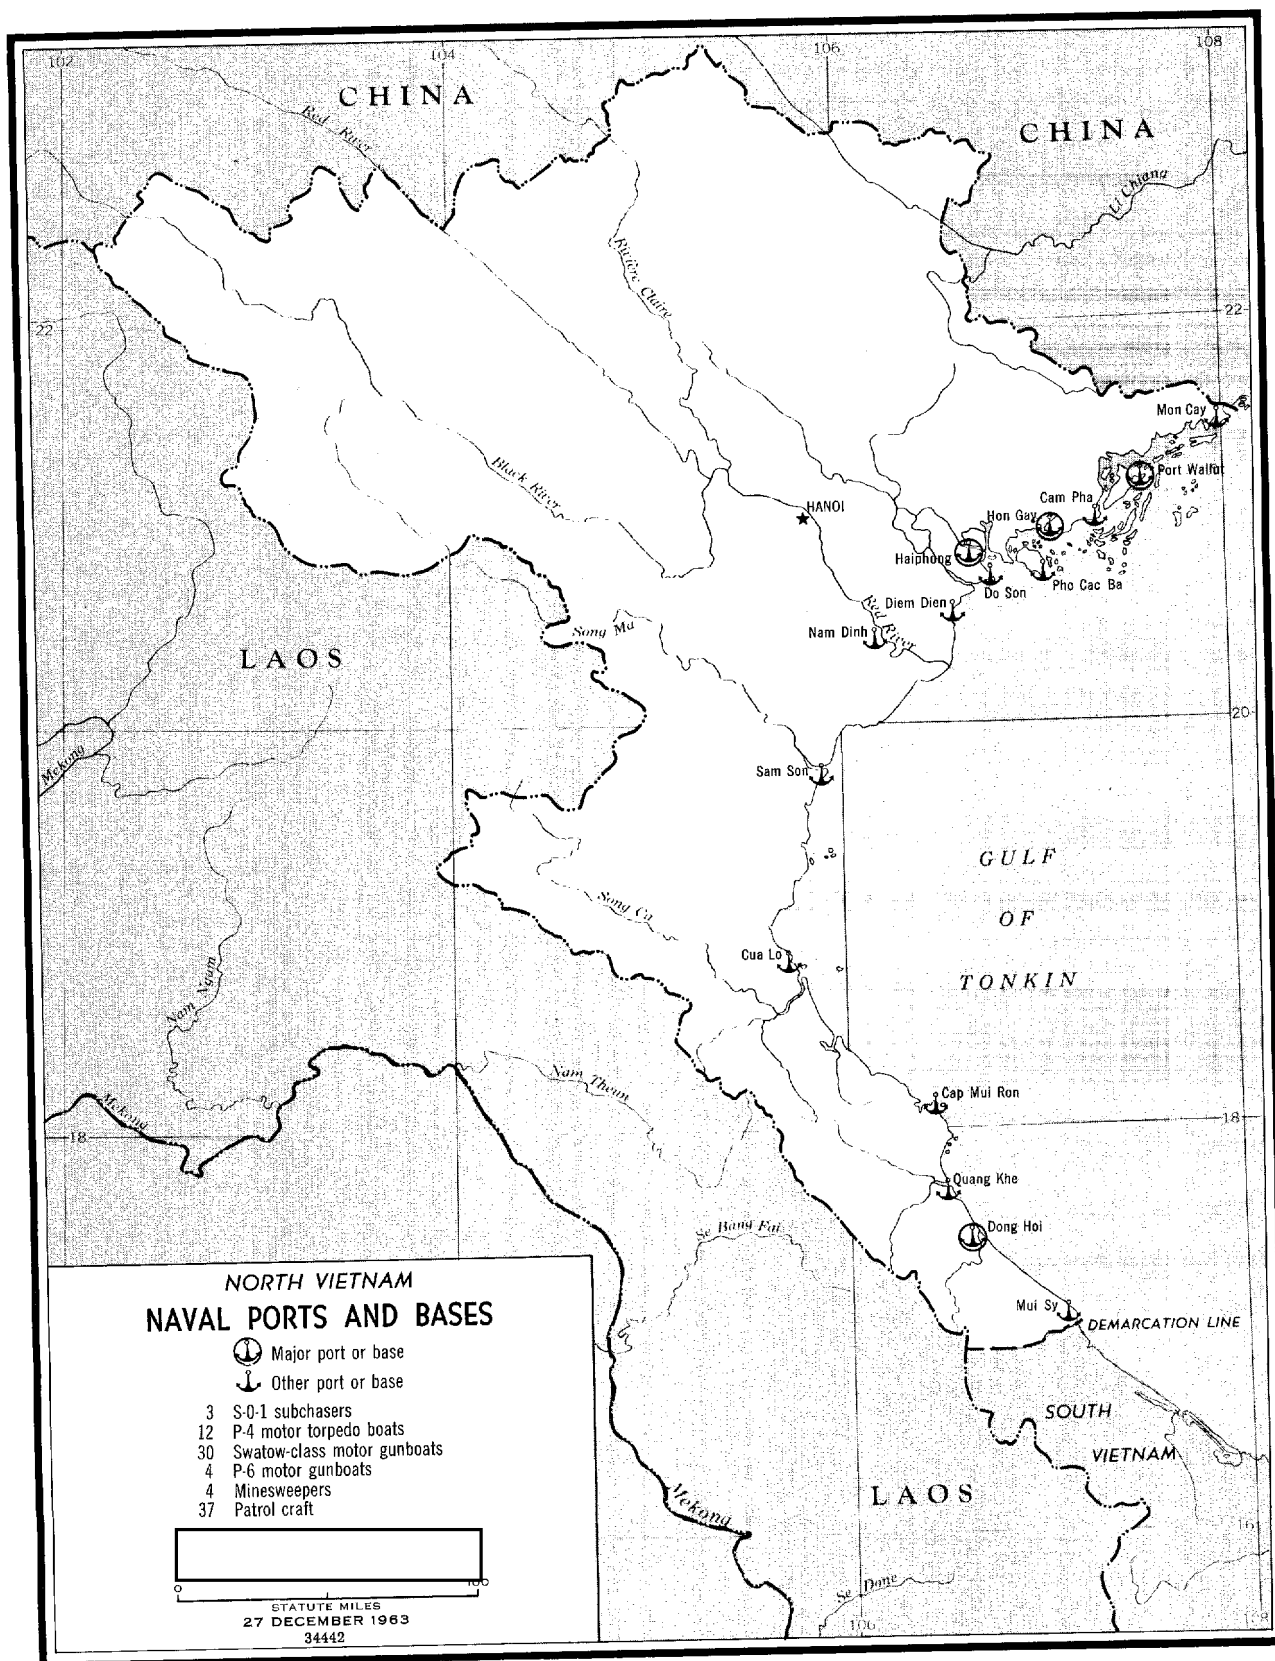 102
104
106
108
CHINA
CHINA
Red River
Li Chiang
Rivière Claire
22
22
Mon Cay
Port Wallut
Black River
Cam Pha
HANOI
Hon Gay
Haiphong
Do Son
Pho Cac Ba
Diem Dien
Red River
Nam Dinh
Song Ma
LAOS
20
Mekong
Sam Son
GULF
OF
TONKIN
Song Ca
Cua Lo
Nam Ngam
Nam Theun
Mekong
18
Cap Mui Ron
18
Quang Khe
Se Bang Fai
Dong Hoi
Mui Sy
DEMARCATION LINE
SOUTH
VIETNAM
LAOS
Mekong
16
Se Done
106
108
NORTH VIETNAM
NAVAL PORTS AND BASES
Major port or base
Other port or base
3 S-0-1 subchasers
12 P-4 motor torpedo boats
30 Swatow-class motor gunboats
4 P-6 motor gunboats
4 Minesweepers
37 Patrol craft
0 100
STATUTE MILES
27 DECEMBER 1963
34442